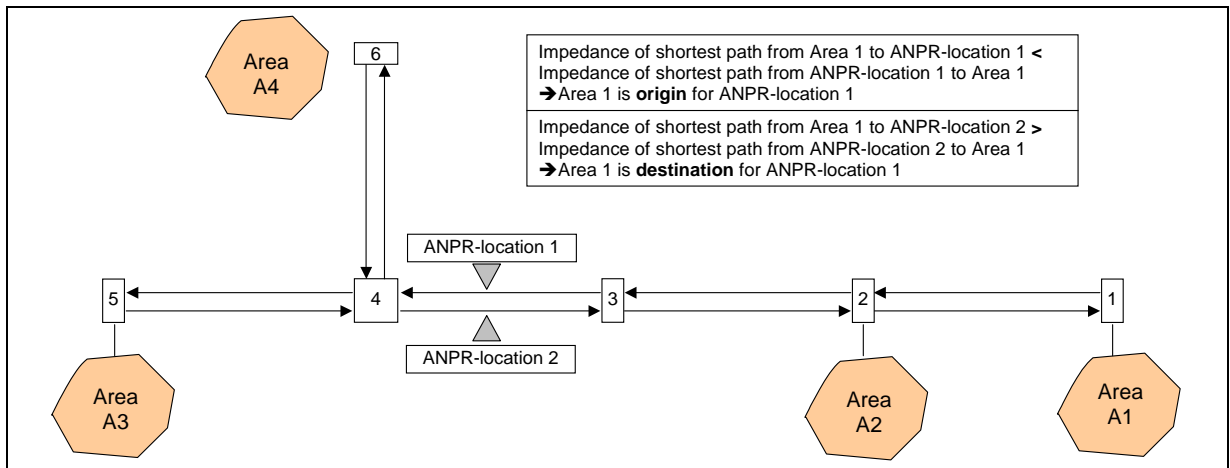 Area
A4
6
Impedance of shortest path from Area 1 to ANPR-location 1 <
Impedance of shortest path from ANPR-location 1 to Area 1
➔Area 1 is origin for ANPR-location 1
Impedance of shortest path from Area 1 to ANPR-location 2 >
Impedance of shortest path from ANPR-location 2 to Area 1
➔Area 1 is destination for ANPR-location 1
ANPR-location 1
5
4
3
2
1
ANPR-location 2
Area
A3
Area
A2
Area
A1